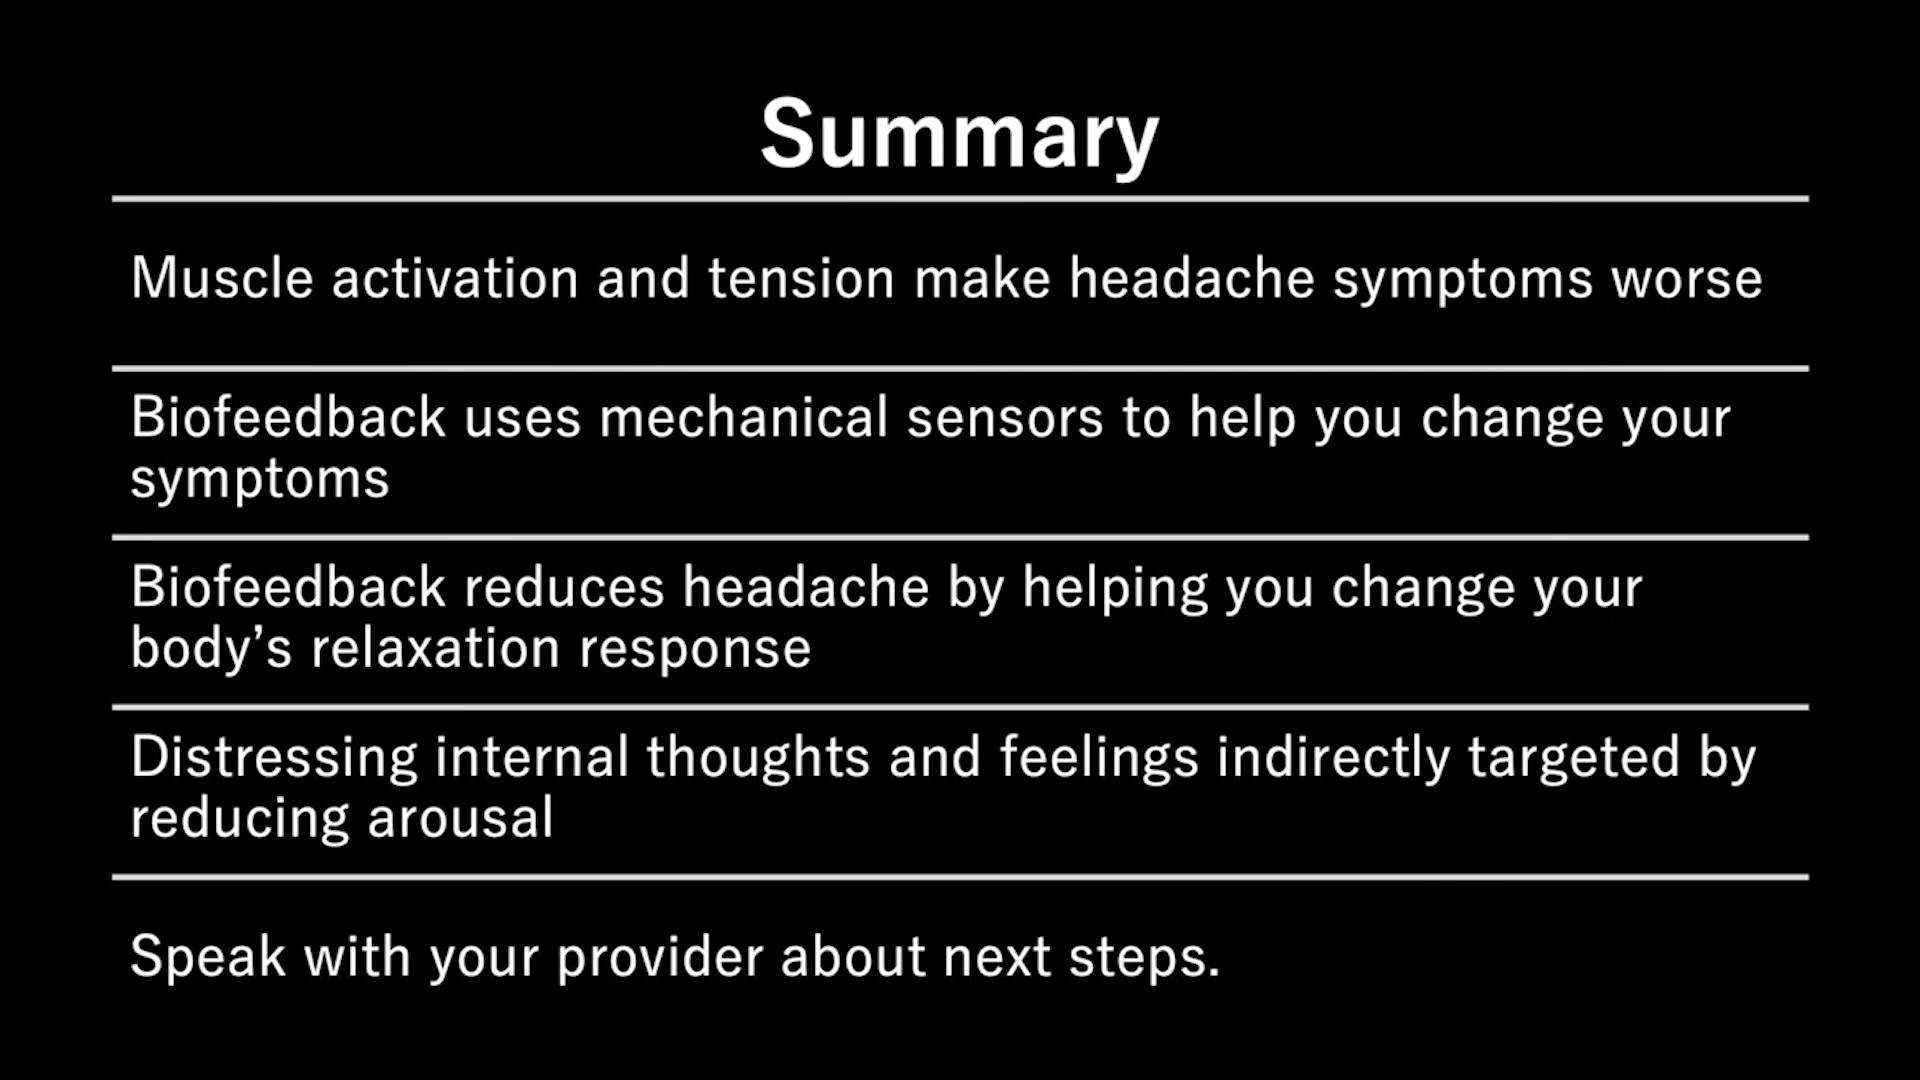 Summary
Muscle activation and tension make headache symptoms worse
Biofeedback uses mechanical sensors to help you change your
symptoms
Biofeedback reduces headache by helping you change your
body’s relaxation response
Distressing internal thoughts and feelings indirectly targeted by
reducing arousal
Speak with your provider about next steps.